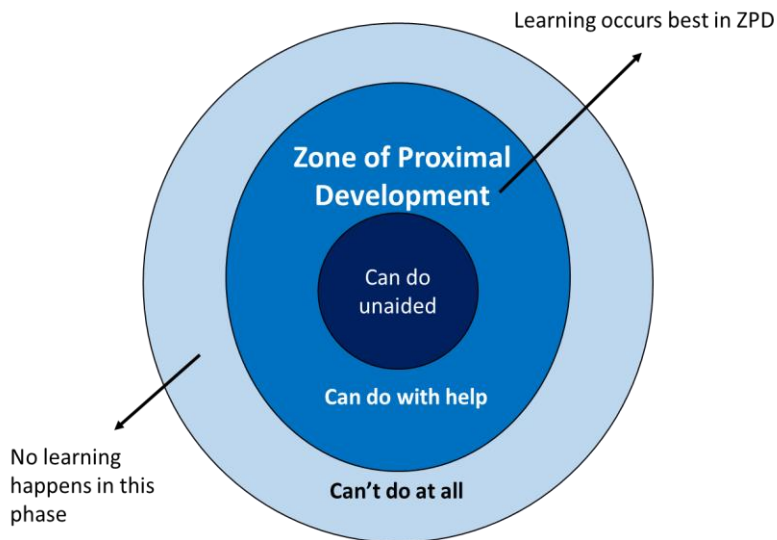 Learning occurs best in ZPD
Zone of Proximal
Development
Can do
unaided
Can do with help
Can’t do at all
No learning
happens in this
phase